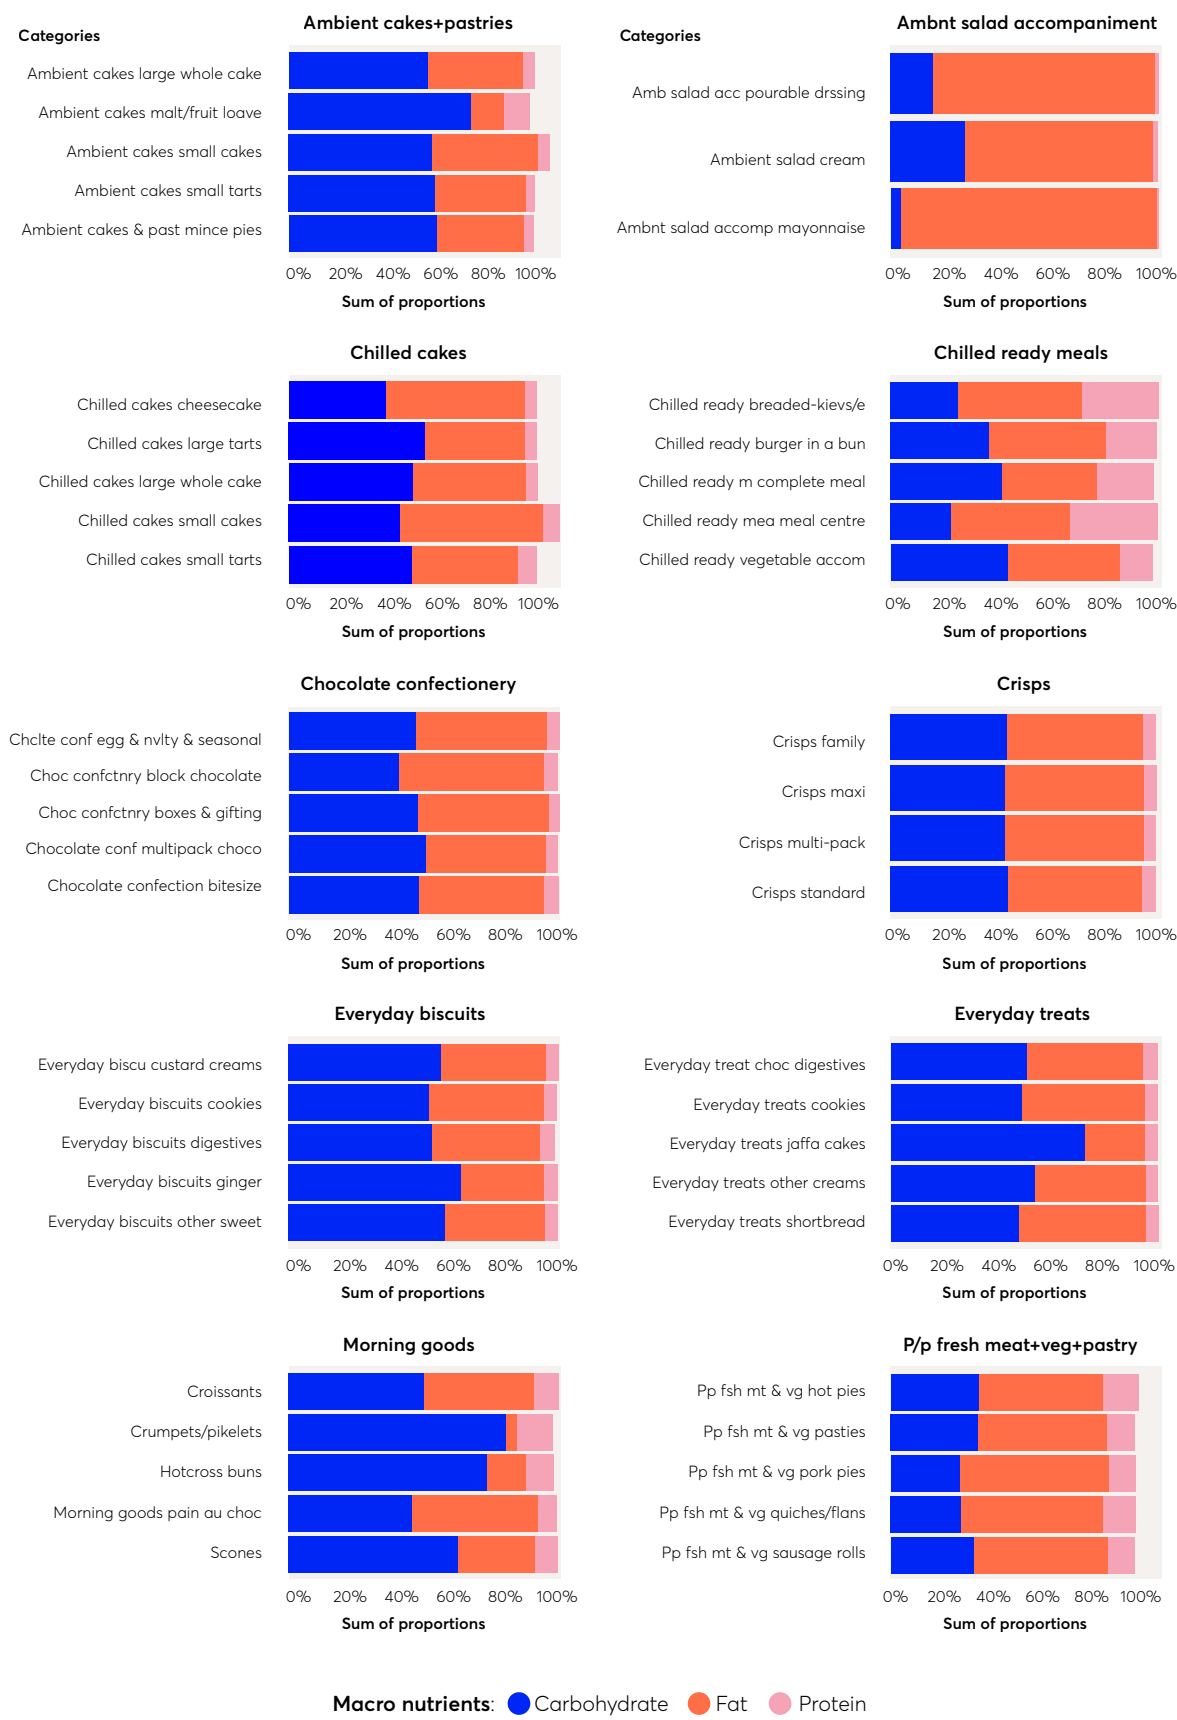 Ambient cakes+pastries
Categories
Ambient cakes large whole cake
Ambient cakes malt/fruit loave
Ambient cakes small cakes
Ambient cakes small tarts
Ambient cakes & past mince pies
0% 20% 40% 60% 80% 100%
Sum of proportions
Ambnt salad accompaniment
Categories
Amb salad acc pourable drssing
Ambient salad cream
Ambnt salad accomp mayonnaise
0% 20% 40% 60% 80% 100%
Sum of proportions
Chilled cakes
Chilled cakes cheesecake
Chilled cakes large tarts
Chilled cakes large whole cake
Chilled cakes small cakes
Chilled cakes small tarts
0% 20% 40% 60% 80% 100%
Sum of proportions
Chilled ready meals
Chilled ready breaded-kievs/e
Chilled ready burger in a bun
Chilled ready m complete meal
Chilled ready mea meal centre
Chilled ready vegetable accom
0% 20% 40% 60% 80% 100%
Sum of proportions
Chocolate confectionery
Chclte conf egg & nvlty & seasonal
Choc confctnry block chocolate
Choc confctnry boxes & gifting
Chocolate conf multipack choco
Chocolate confection bitesize
0% 20% 40% 60% 80% 100%
Sum of proportions
Crisps
Crisps family
Crisps maxi
Crisps multi-pack
Crisps standard
0% 20% 40% 60% 80% 100%
Sum of proportions
Everyday biscuits
Everyday biscu custard creams
Everyday biscuits cookies
Everyday biscuits digestives
Everyday biscuits ginger
Everyday biscuits other sweet
0% 20% 40% 60% 80% 100%
Sum of proportions
Everyday treats
Everyday treat choc digestives
Everyday treats cookies
Everyday treats jaffa cakes
Everyday treats other creams
Everyday treats shortbread
0% 20% 40% 60% 80% 100%
Sum of proportions
Morning goods
Croissants
Crumpets/pikelets
Hotcross buns
Morning goods pain au choc
Scones
0% 20% 40% 60% 80% 100%
Sum of proportions
P/p fresh meat+veg+pastry
Pp fsh mt & vg hot pies
Pp fsh mt & vg pasties
Pp fsh mt & vg pork pies
Pp fsh mt & vg quiches/flans
Pp fsh mt & vg sausage rolls
0% 20% 40% 60% 80% 100%
Sum of proportions
Macro nutrients: Carbohydrate Fat Protein